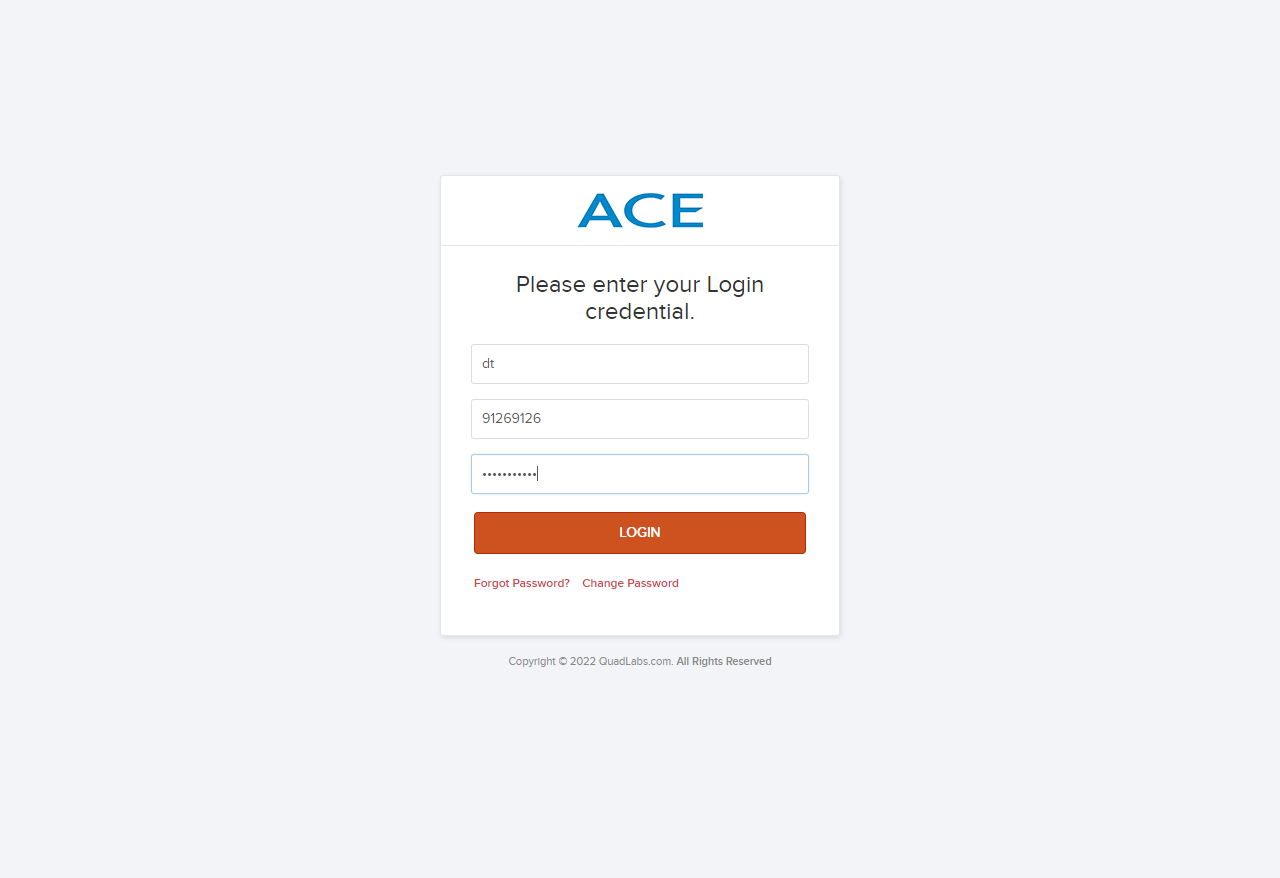 ACE
Please enter your Login
credential.
dt
91269126
•••••••••••
LOGIN
Forgot Password? Change Password
Copyright © 2022 QuadLabs.com. All Rights Reserved